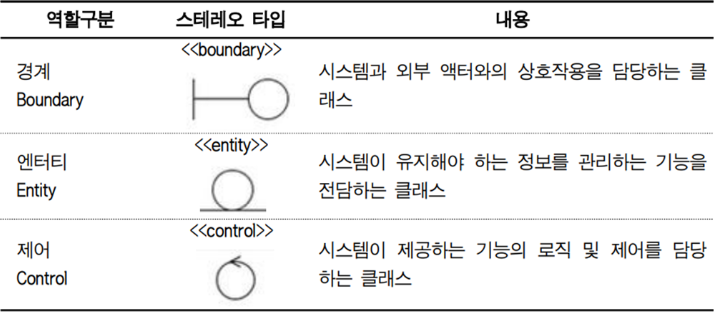 역할구분 스테레오 타입 내용
<<boundary>>
경계
Boundary
시스템과 외부 액터와의 상호작용을 담당하는 클
래스
<<entity>>
엔터티
Entity
시스템이 유지해야 하는 정보를 관리하는 기능을
전담하는 클래스
<<control>>
제어
Control
시스템이 제공하는 기능의 로직 및 제어를 담당
하는 클래스